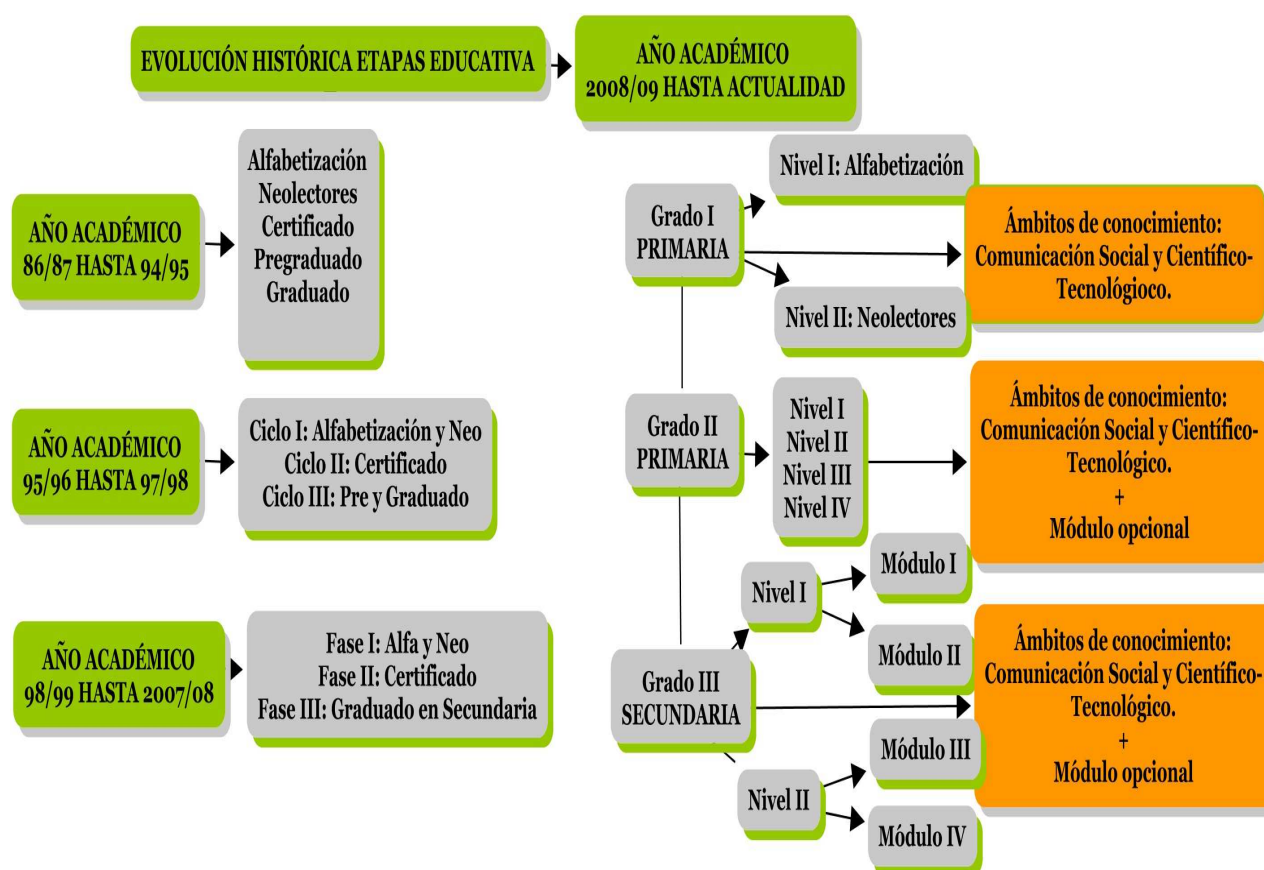 EVOLUCIÓN HISTÓRICA ETAPAS EDUCATIVA
AÑO ACADÉMICO
2008/09 HASTA ACTUALIDAD
AÑO ACADÉMICO
86/87 HASTA 94/95
Alfabetización
Neolectores
Certificado
Pregraduado
Graduado
AÑO ACADÉMICO
95/96 HASTA 97/98
Ciclo I: Alfabetización y Neo
Ciclo II: Certificado
Ciclo III: Pre y Graduado
AÑO ACADÉMICO
98/99 HASTA 2007/08
Fase I: Alfa y Neo
Fase II: Certificado
Fase III: Graduado en Secundaria
Grado I
PRIMARIA
Nivel I: Alfabetización
Nivel II: Neolectores
Ámbitos de conocimiento:
Comunicación Social y Científico-
Tecnológioco.
Grado II
PRIMARIA
Nivel I
Nivel II
Nivel III
Nivel IV
Ámbitos de conocimiento:
Comunicación Social y Científico-
Tecnológico.
+
Módulo opcional
Grado III
SECUNDARIA
Nivel I
Módulo I
Módulo II
Nivel II
Módulo III
Módulo IV
Ámbitos de conocimiento:
Comunicación Social y Científico-
Tecnológico.
+
Módulo opcional